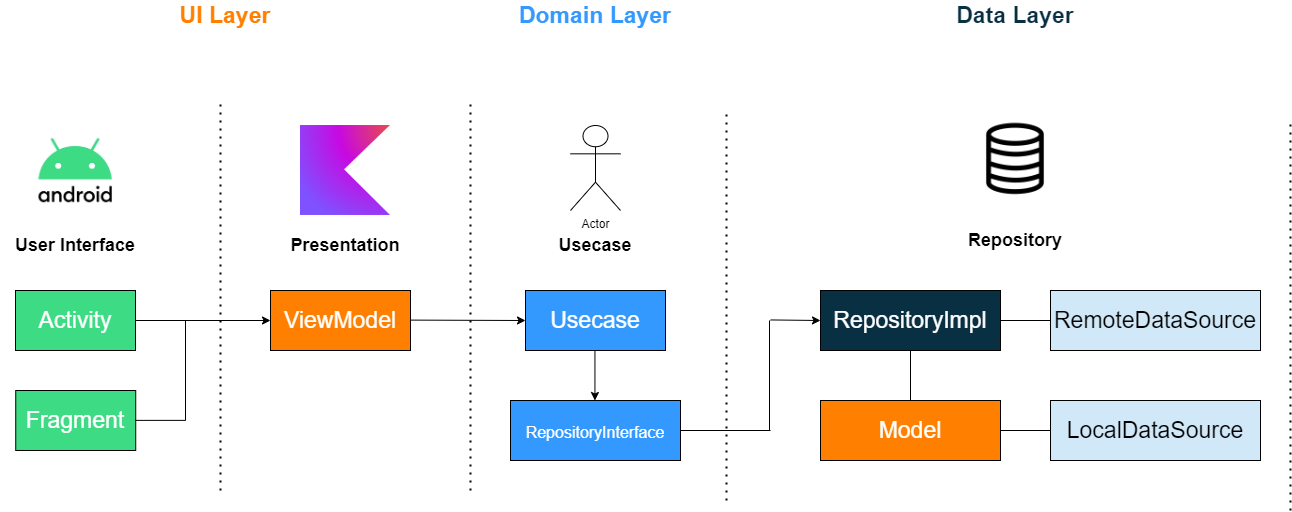 UI Layer
Domain Layer
Data Layer
android
Actor
User Interface
Presentation
Usecase
Repository
Activity
ViewModel
Usecase
RepositoryImpl
RemoteDataSource
Fragment
RepositoryInterface
Model
LocalDataSource